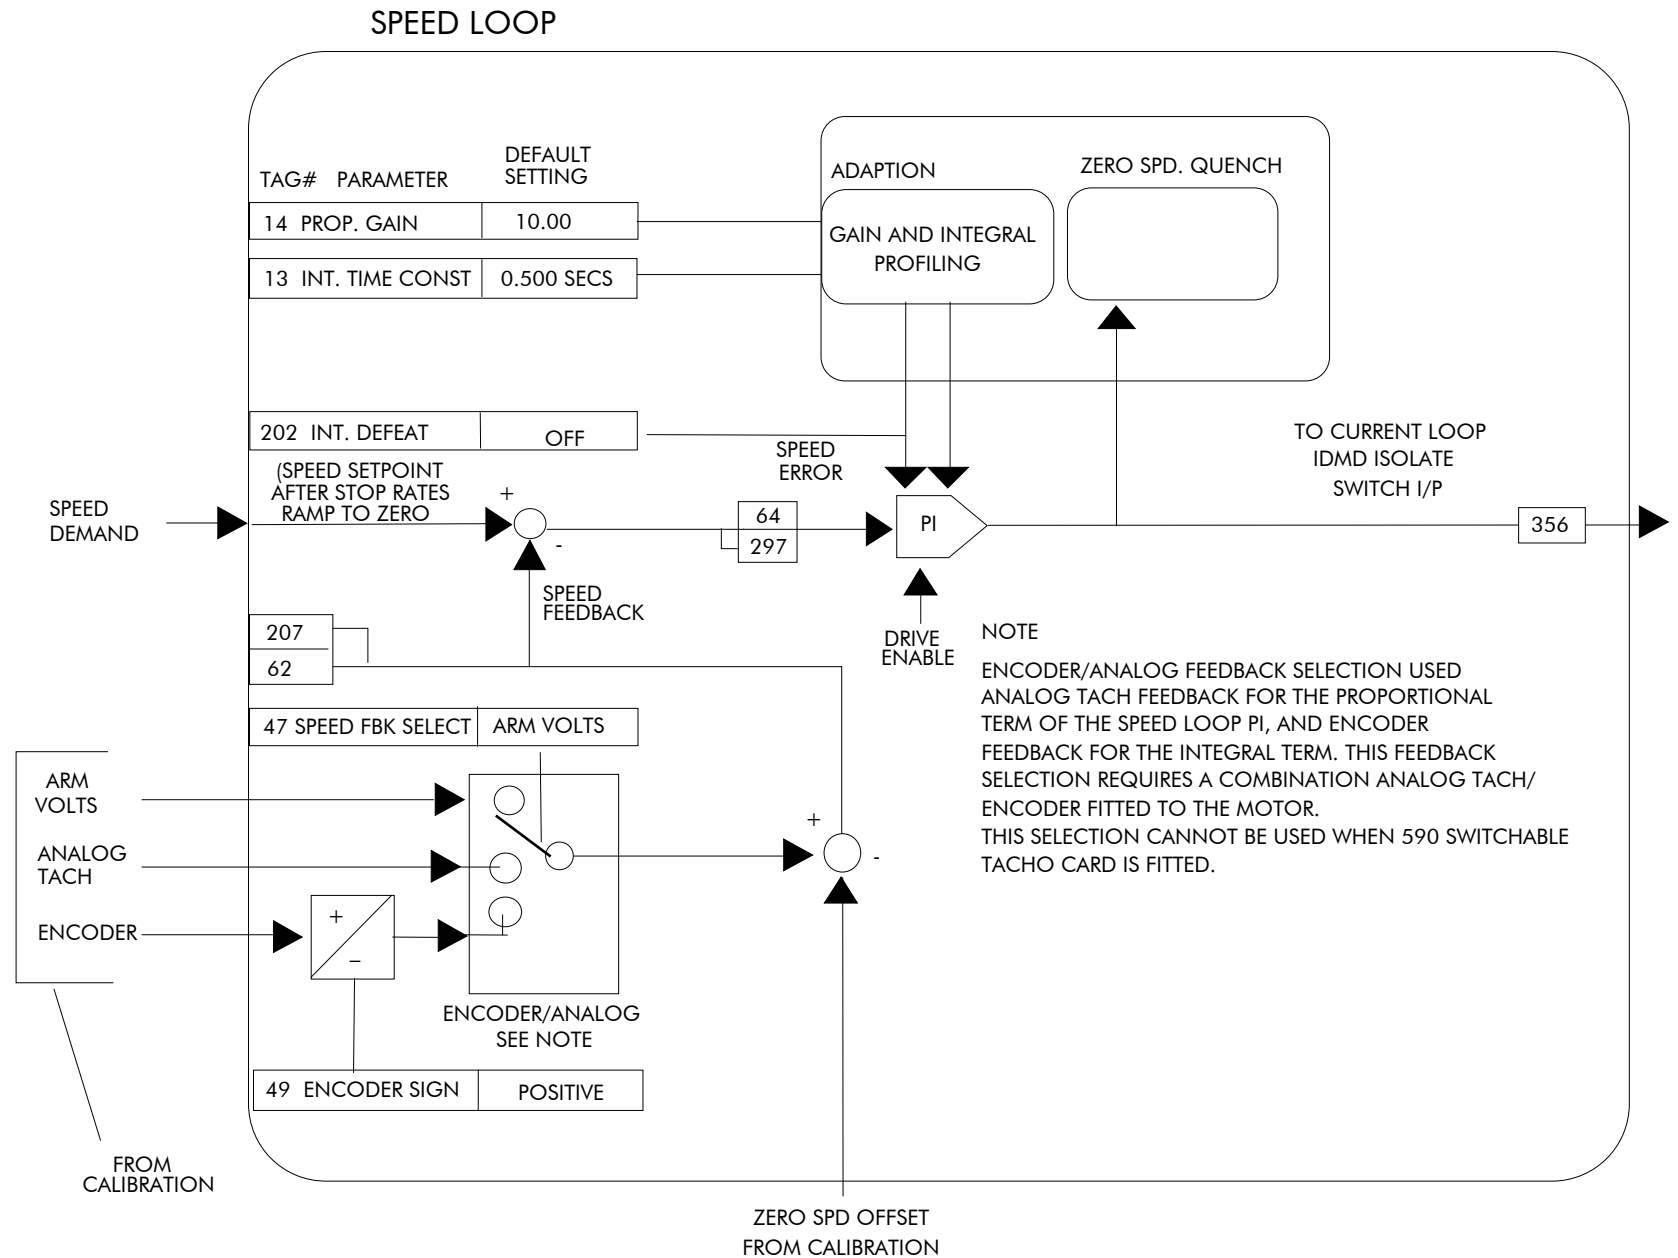 SPEED LOOP
TAG#   PARAMETER
DEFAULT
SETTING
14  PROP. GAIN
10.00
13  INT. TIME CONST
0.500 SECS
ADAPTION
ZERO SPD. QUENCH
GAIN AND INTEGRAL
PROFILING
202  INT. DEFEAT
OFF
SPEED
ERROR
TO CURRENT LOOP
IDMD ISOLATE
SWITCH I/P
(SPEED SETPOINT
AFTER STOP RATES
RAMP TO ZERO
SPEED
DEMAND
+
-
64
297
PI
356
SPEED
FEEDBACK
207
62
DRIVE
ENABLE
NOTE
ENCODER/ANALOG FEEDBACK SELECTION USED
ANALOG TACH FEEDBACK FOR THE PROPORTIONAL
TERM OF THE SPEED LOOP PI, AND ENCODER
FEEDBACK FOR THE INTEGRAL TERM. THIS FEEDBACK
SELECTION REQUIRES A COMBINATION ANALOG TACH/
ENCODER FITTED TO THE MOTOR.
THIS SELECTION CANNOT BE USED WHEN 590 SWITCHABLE
TACHO CARD IS FITTED.
47 SPEED FBK SELECT
ARM VOLTS
ARM
VOLTS
ANALOG
TACH
ENCODER
+
-
+
-
ENCODER/ANALOG
SEE NOTE
49  ENCODER SIGN
POSITIVE
FROM
CALIBRATION
ZERO SPD OFFSET
FROM CALIBRATION